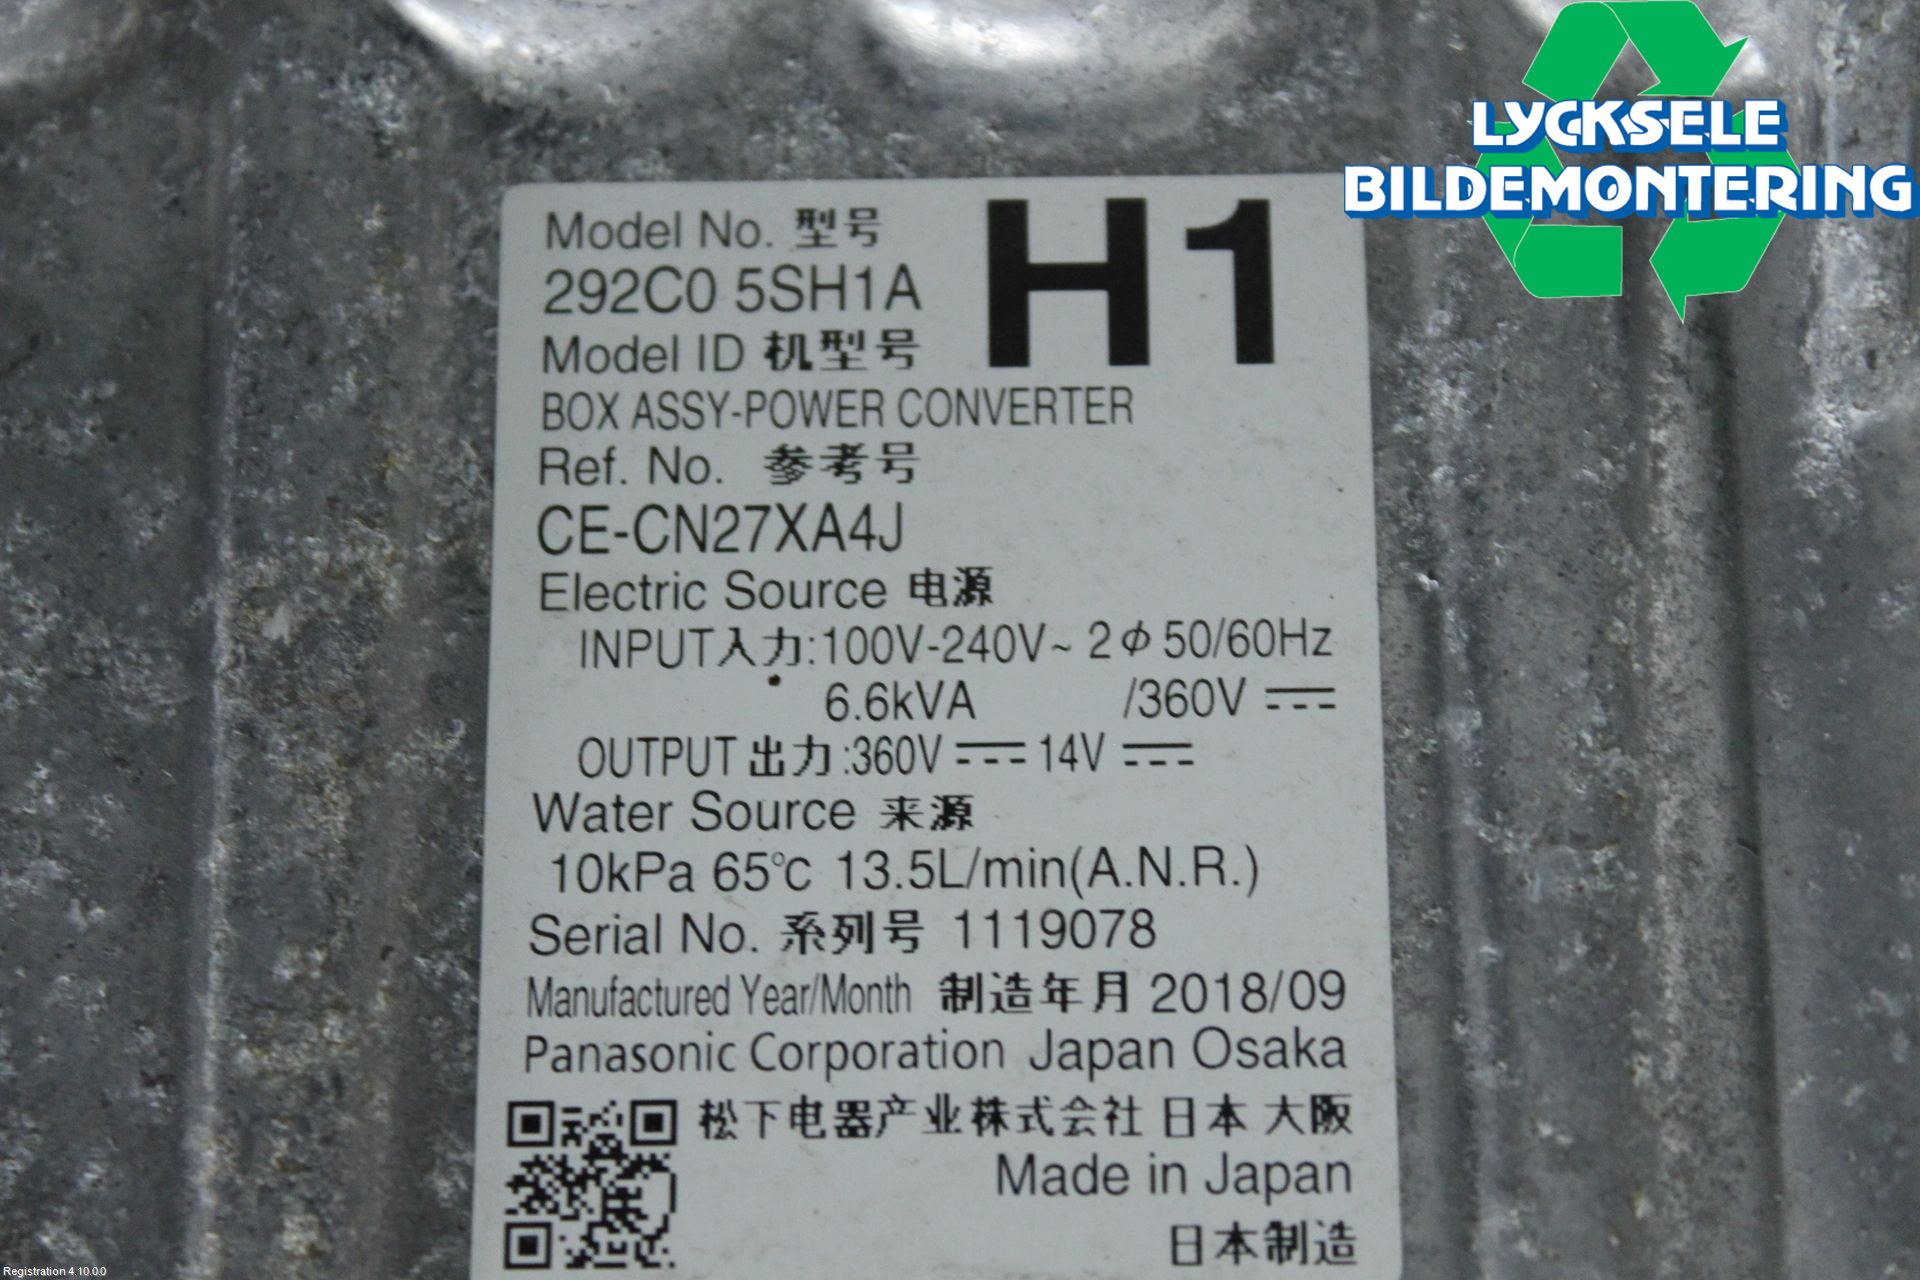 LYCKSELE
BILDEMONTERING
Model No. 型号
292C0 5SH1A
H1
Model ID 机型号
BOX ASSY-POWER CONVERTER
Ref. No. 参考号
CE-CN27XA4J
Electric Source 电源
INPUT入力:100V-240V~ 2φ50/60Hz
6.6kVA /360V ⎓
OUTPUT 出力:360V ⎓ 14V ⎓
Water Source 来源
10kPa 65℃ 13.5L/min(A.N.R.)
Serial No. 系列号 1119078
Manufactured Year/Month 制造年月 2018/09
Panasonic Corporation Japan Osaka
松下电器产业株式会社 日本 大阪
Made in Japan
日本制造
Registration 4.10.0.0